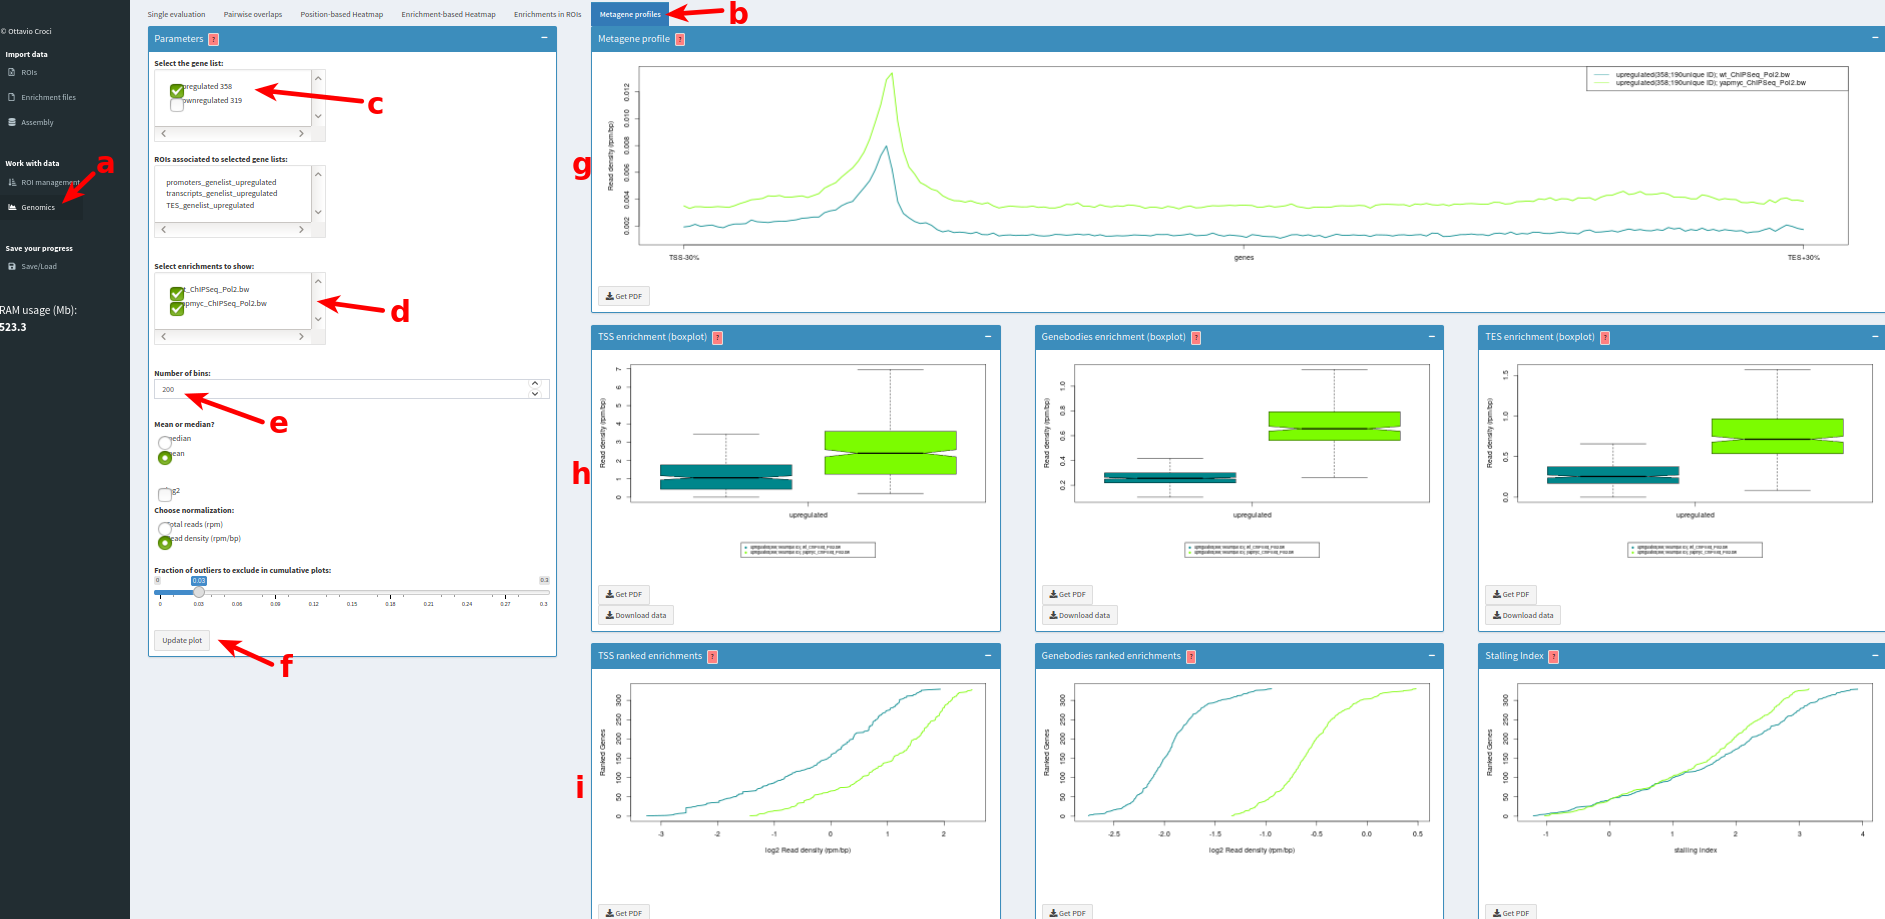 © Ottavio Croci
Import data
ROIs
Enrichment files
Assembly
Work with data
a
ROI management
Genomics
Save your progress
Save/Load
RAM usage (Mb):
523.3
Single evaluation
Pairwise overlaps
Position-based Heatmap
Enrichment-based Heatmap
Enrichments in ROIs
Metagene profiles
b
Parameters ?
Select the gene list:
pregulated 358
ownregulated 319
c
ROIs associated to selected gene lists:
promoters_genelist_upregulated
transcripts_genelist_upregulated
TES_genelist_upregulated
Select enrichments to show:
t_ChIPSeq_Pol2.bw
pmyc_ChIPSeq_Pol2.bw
d
Number of bins:
200
e
Mean or median?
edian
ean
g2
Choose normalization:
otal reads (rpm)
ead density (rpm/bp)
Fraction of outliers to exclude in cumulative plots:
0
0.03
0.3
0 0.03 0.06 0.09 0.12 0.15 0.18 0.21 0.24 0.27 0.3
Update plot
f
Metagene profile ?
g
Read density (rpm/bp)
0.002 0.004 0.006 0.008 0.010 0.012
upregulated(358;190unique ID); wt_ChIPSeq_Pol2.bw
upregulated(358;190unique ID); yapmyc_ChIPSeq_Pol2.bw
TSS-30%
genes
TES+30%
Get PDF
h
TSS enrichment (boxplot) ?
Read density (rpm/bp)
0 1 2 3 4 5 6 7
upregulated
Get PDF
Download data
Genebodies enrichment (boxplot) ?
Read density (rpm/bp)
0.2 0.4 0.6 0.8 1.0
upregulated
Get PDF
Download data
TES enrichment (boxplot) ?
Read density (rpm/bp)
0.0 0.5 1.0 1.5
upregulated
Get PDF
Download data
i
TSS ranked enrichments ?
Ranked Genes
0 50 100 150 200 250 300
-3 -2 -1 0 1 2
log2 Read density (rpm/bp)
Get PDF
Genebodies ranked enrichments ?
Ranked Genes
0 50 100 150 200 250 300
-2.5 -2.0 -1.5 -1.0 -0.5 0.0 0.5
log2 Read density (rpm/bp)
Get PDF
Stalling Index ?
Ranked Genes
0 50 100 150 200 250 300
-1 0 1 2 3 4
stalling index
Get PDF